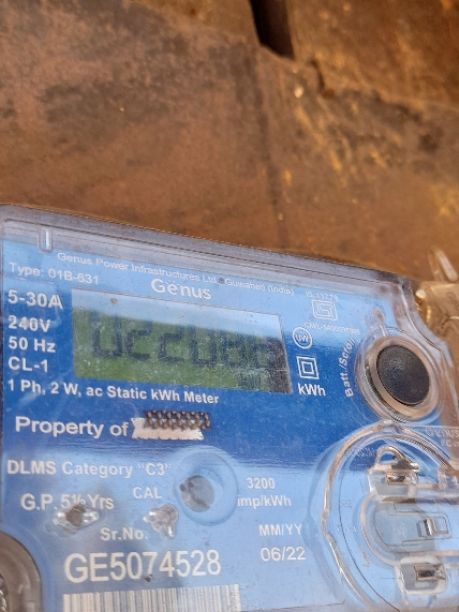 Genus Power Infrastructures Ltd. Guwahati (India)
Type: 01B-631
Genus
5-30A
240V
50 Hz
CL-1
kWh
Batt/Scroll
1 Ph, 2 W, ac Static kWh Meter
Property of
DLMS Category "C3"
G.P. 5½ Yrs
CAL
3200
imp/kWh
Sr.No.
MM/YY
06/22
GE5074528